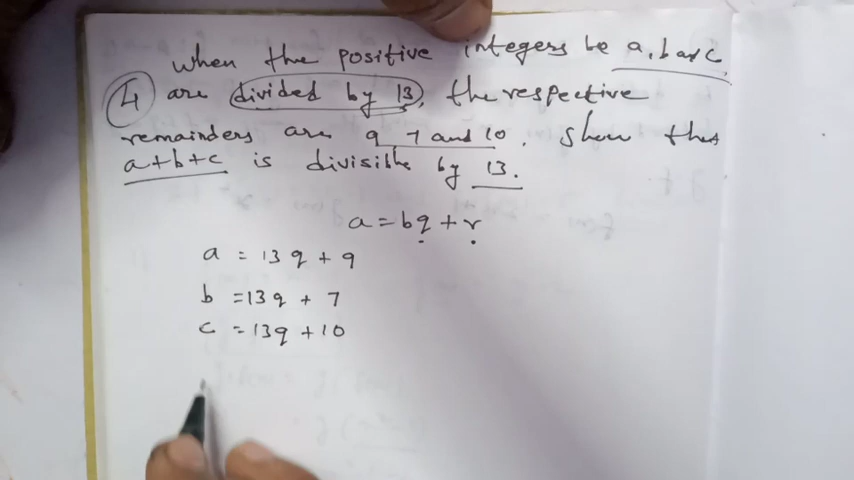 when the positive integers be a, b and c
4 are divided by 13, the respective
remainders are 9 7 and 10. show that
a+b+c is divisible by 13.
a = bq + r
a = 13q + 9
b = 13q + 7
c = 13q + 10